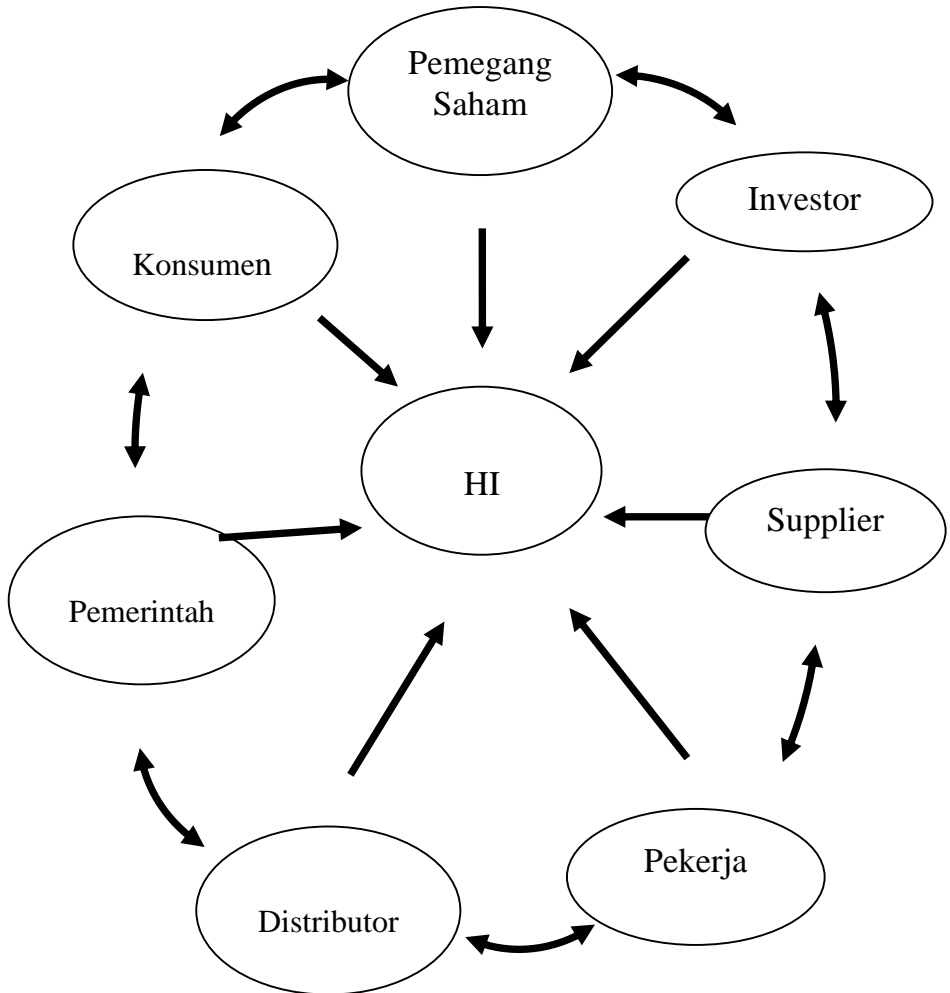 Pemegang
Saham
Investor
Konsumen
HI
Supplier
Pemerintah
Pekerja
Distributor